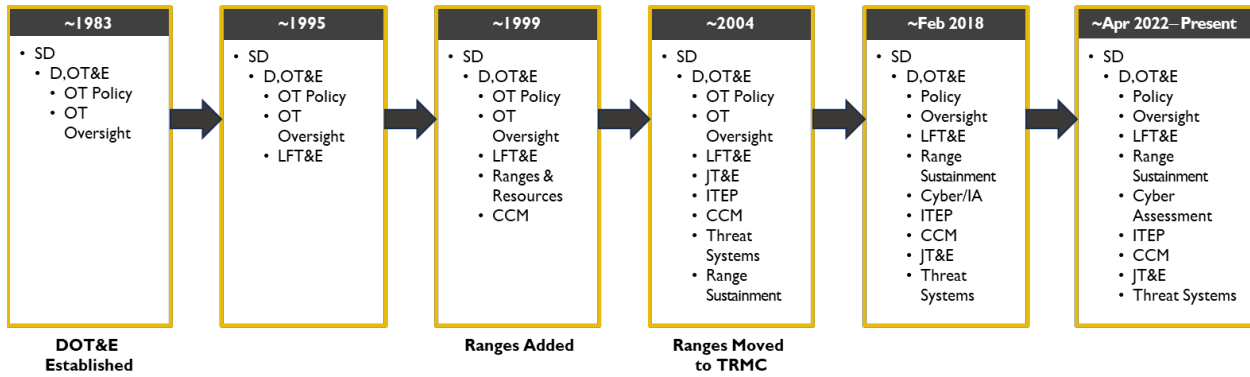 ~1983
• SD
• D,OT&E
• OT Policy
• OT
Oversight
DOT&E
Established
~1995
• SD
• D,OT&E
• OT Policy
• OT
Oversight
• LFT&E
~1999
• SD
• D,OT&E
• OT Policy
• OT
Oversight
• LFT&E
• Ranges &
Resources
• CCM
Ranges Added
~2004
• SD
• D,OT&E
• OT Policy
• OT
Oversight
• LFT&E
• JT&E
• ITEP
• CCM
• Threat
Systems
• Range
Sustainment
Ranges Moved
to TRMC
~Feb 2018
• SD
• D,OT&E
• Policy
• Oversight
• LFT&E
• Range
Sustainment
• Cyber/IA
• ITEP
• CCM
• JT&E
• Threat
Systems
~Apr 2022–Present
• SD
• D,OT&E
• Policy
• Oversight
• LFT&E
• Range
Sustainment
• Cyber
Assessment
• ITEP
• CCM
• JT&E
• Threat Systems